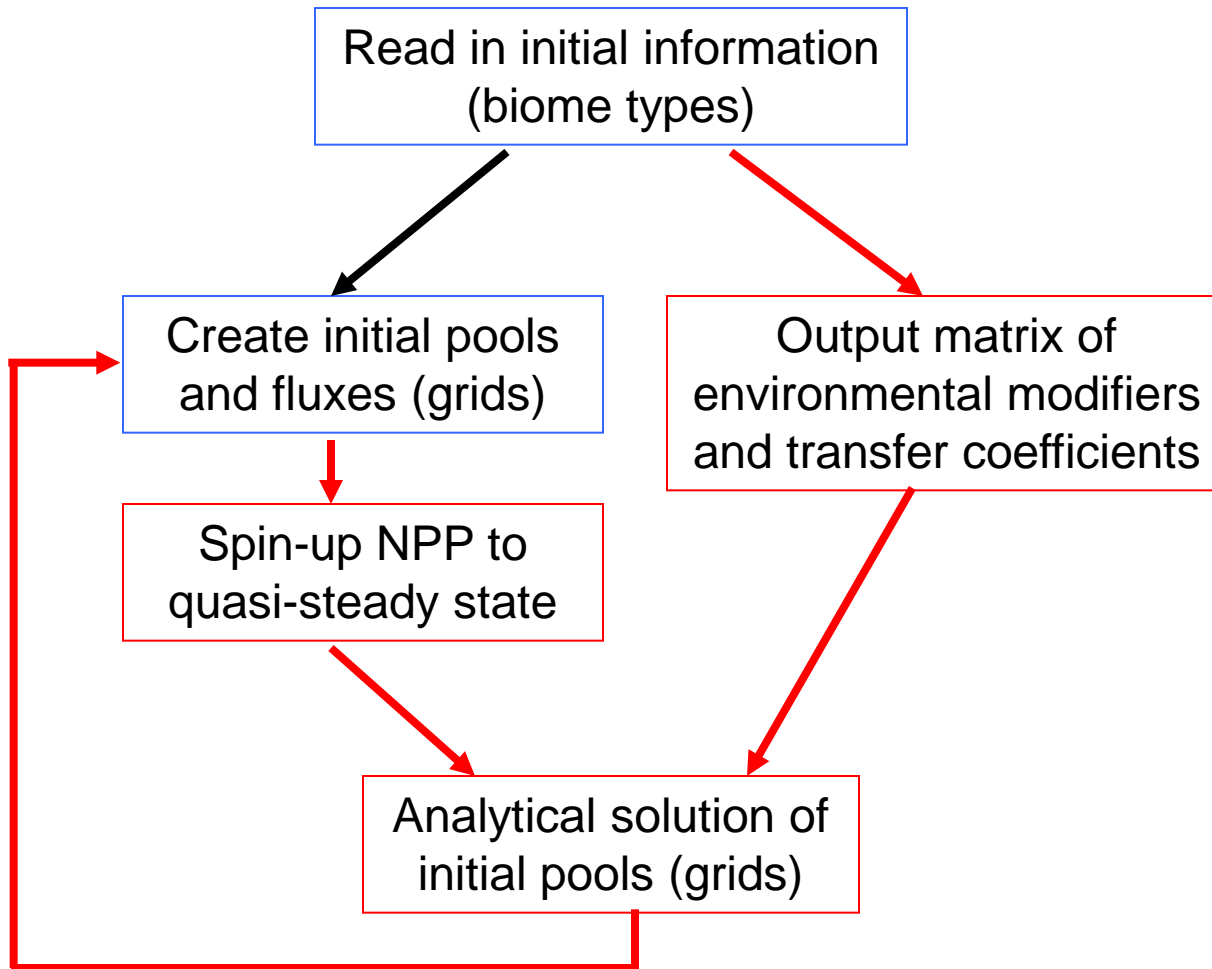 Read in initial information
(biome types)
Create initial pools
and fluxes (grids)
Output matrix of
environmental modifiers
and transfer coefficients
Spin-up NPP to
quasi-steady state
Analytical solution of
initial pools (grids)